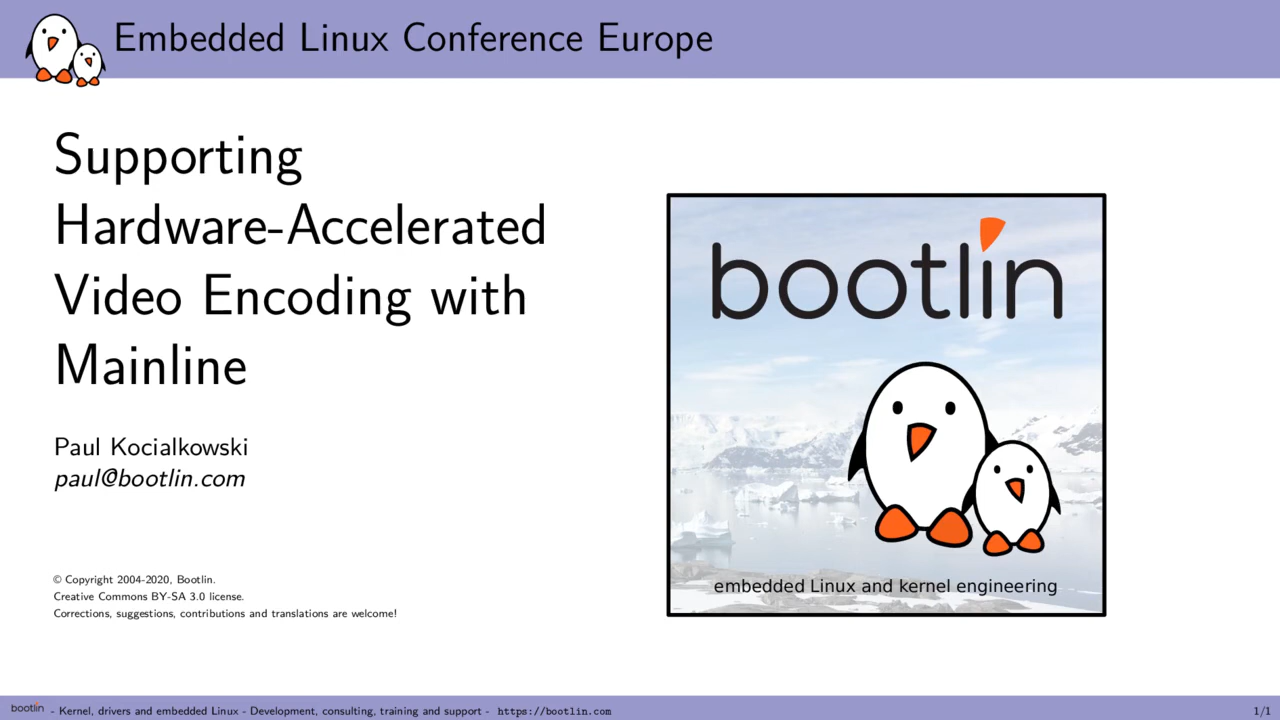 Embedded Linux Conference Europe
Supporting
Hardware-Accelerated
Video Encoding with
Mainline
Paul Kocialkowski
paul@bootlin.com
© Copyright 2004-2020, Bootlin.
Creative Commons BY-SA 3.0 license.
Corrections, suggestions, contributions and translations are welcome!
bootlin
embedded Linux and kernel engineering
bootlin - Kernel, drivers and embedded Linux - Development, consulting, training and support - https://bootlin.com
1/1